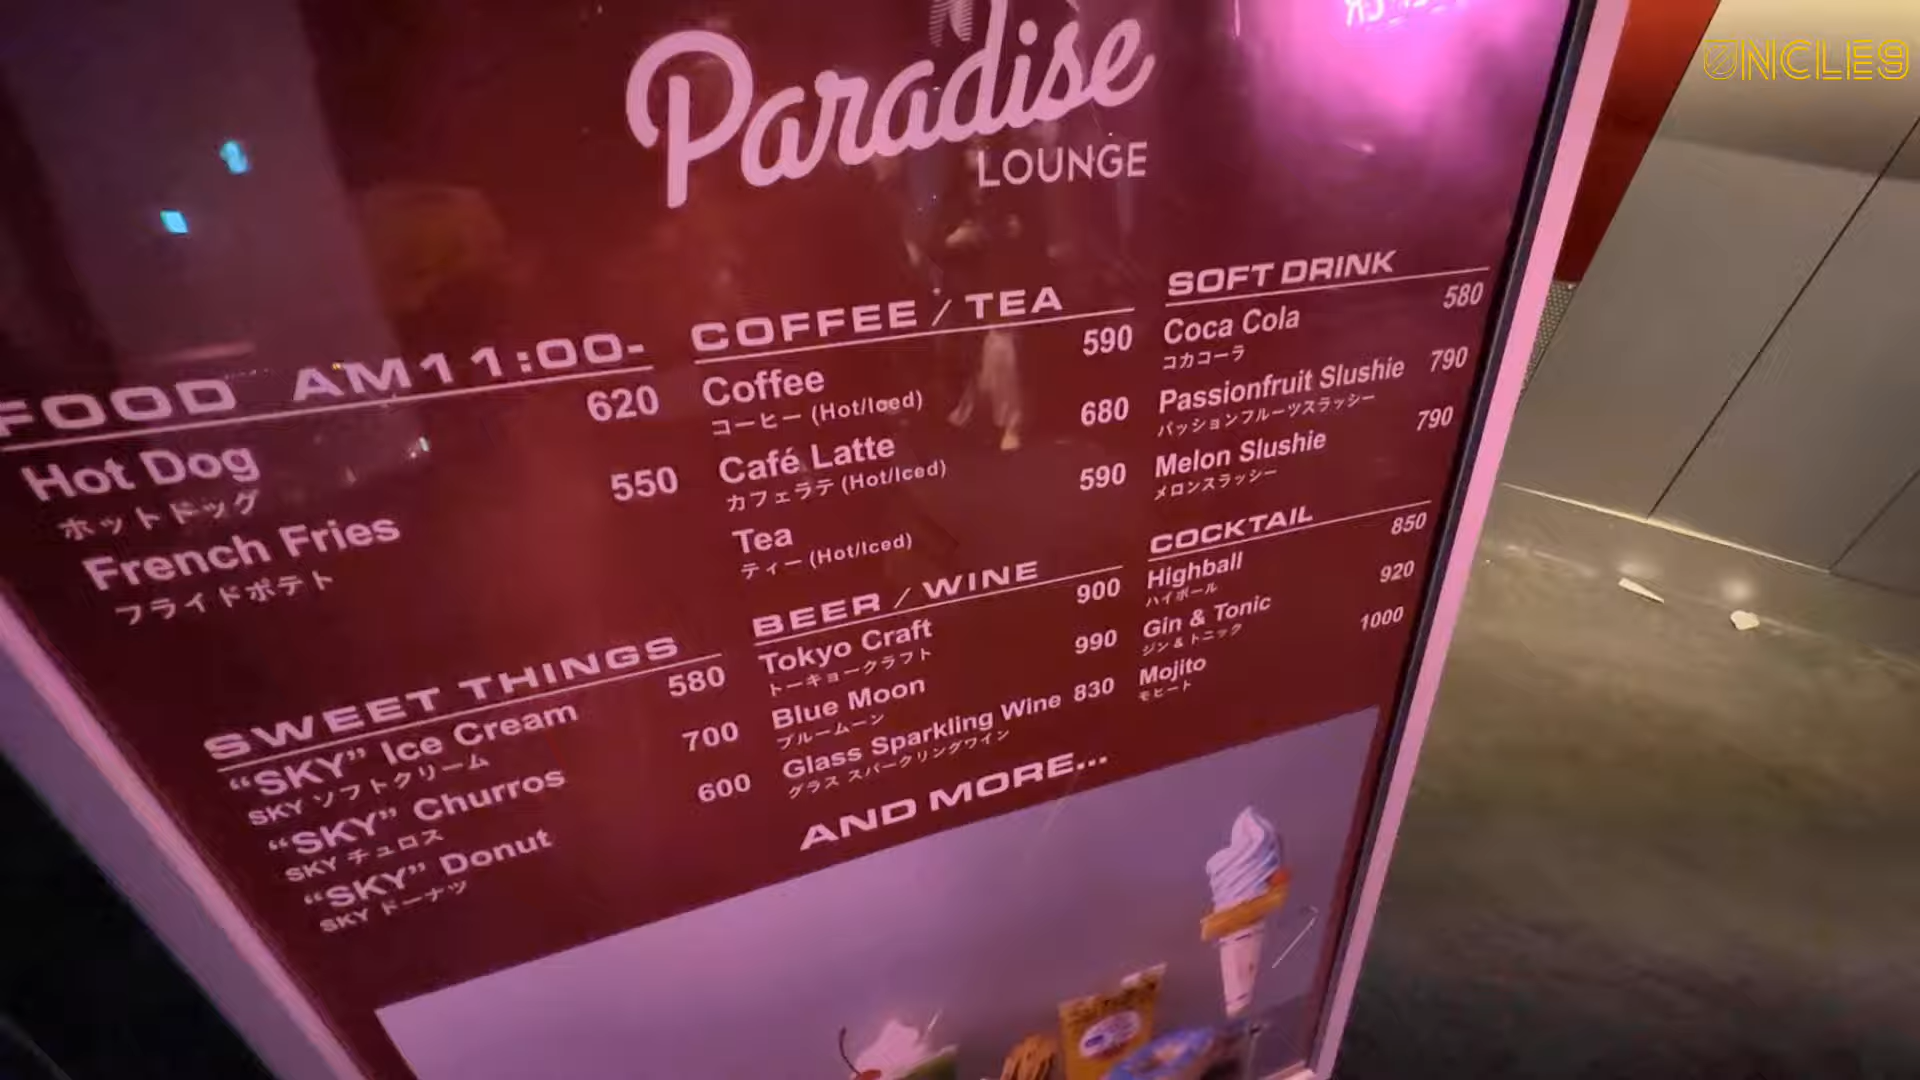 Paradise
LOUNGE
FOOD AM11:00-
Hot Dog 620
ホットドッグ
French Fries 550
フライドポテト
SWEET THINGS
“SKY” Ice Cream 580
SKY ソフトクリーム
“SKY” Churros 700
SKY チュロス
“SKY” Donut 600
SKY ドーナツ
COFFEE / TEA
Coffee 590
コーヒー (Hot/Iced)
Café Latte 680
カフェラテ (Hot/Iced)
Tea 590
ティー (Hot/Iced)
BEER / WINE
Tokyo Craft 900
トーキョークラフト
Blue Moon 990
ブルームーン
Glass Sparkling Wine 830
グラス スパークリングワイン
SOFT DRINK
Coca Cola 580
コカコーラ
Passionfruit Slushie 790
パッションフルーツスラッシー
Melon Slushie 790
メロンスラッシー
COCKTAIL
Highball 850
ハイボール
Gin & Tonic 920
ジン & トニック
Mojito 1000
モヒート
AND MORE...
UNCLE9